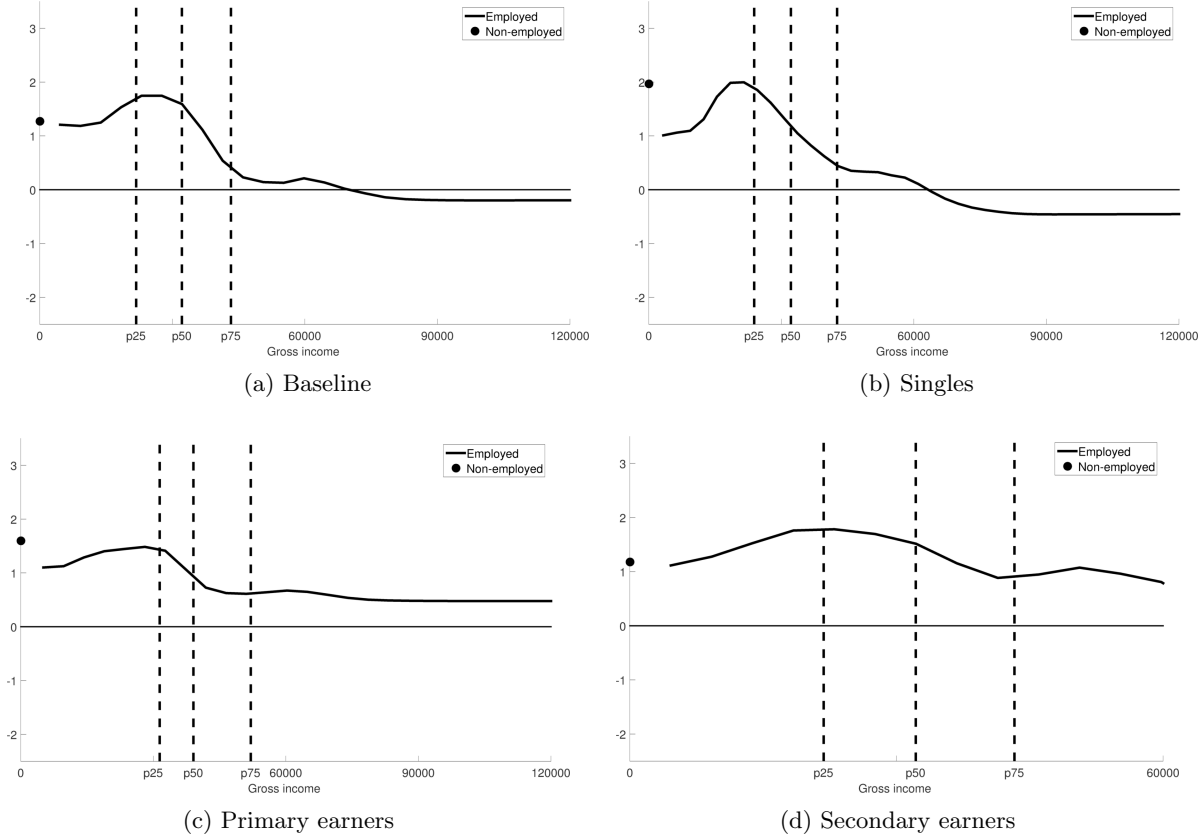 3
2
1
0
-1
-2
Employed
Non-employed
0 p25 p50 p75 60000 90000 120000
Gross income
(a) Baseline
3
2
1
0
-1
-2
Employed
Non-employed
0 p25 p50 p75 60000 90000 120000
Gross income
(b) Singles
3
2
1
0
-1
-2
Employed
Non-employed
0 p25 p50 p75 60000 90000 120000
Gross income
(c) Primary earners
3
2
1
0
-1
-2
Employed
Non-employed
0 p25 p50 p75 60000
Gross income
(d) Secondary earners